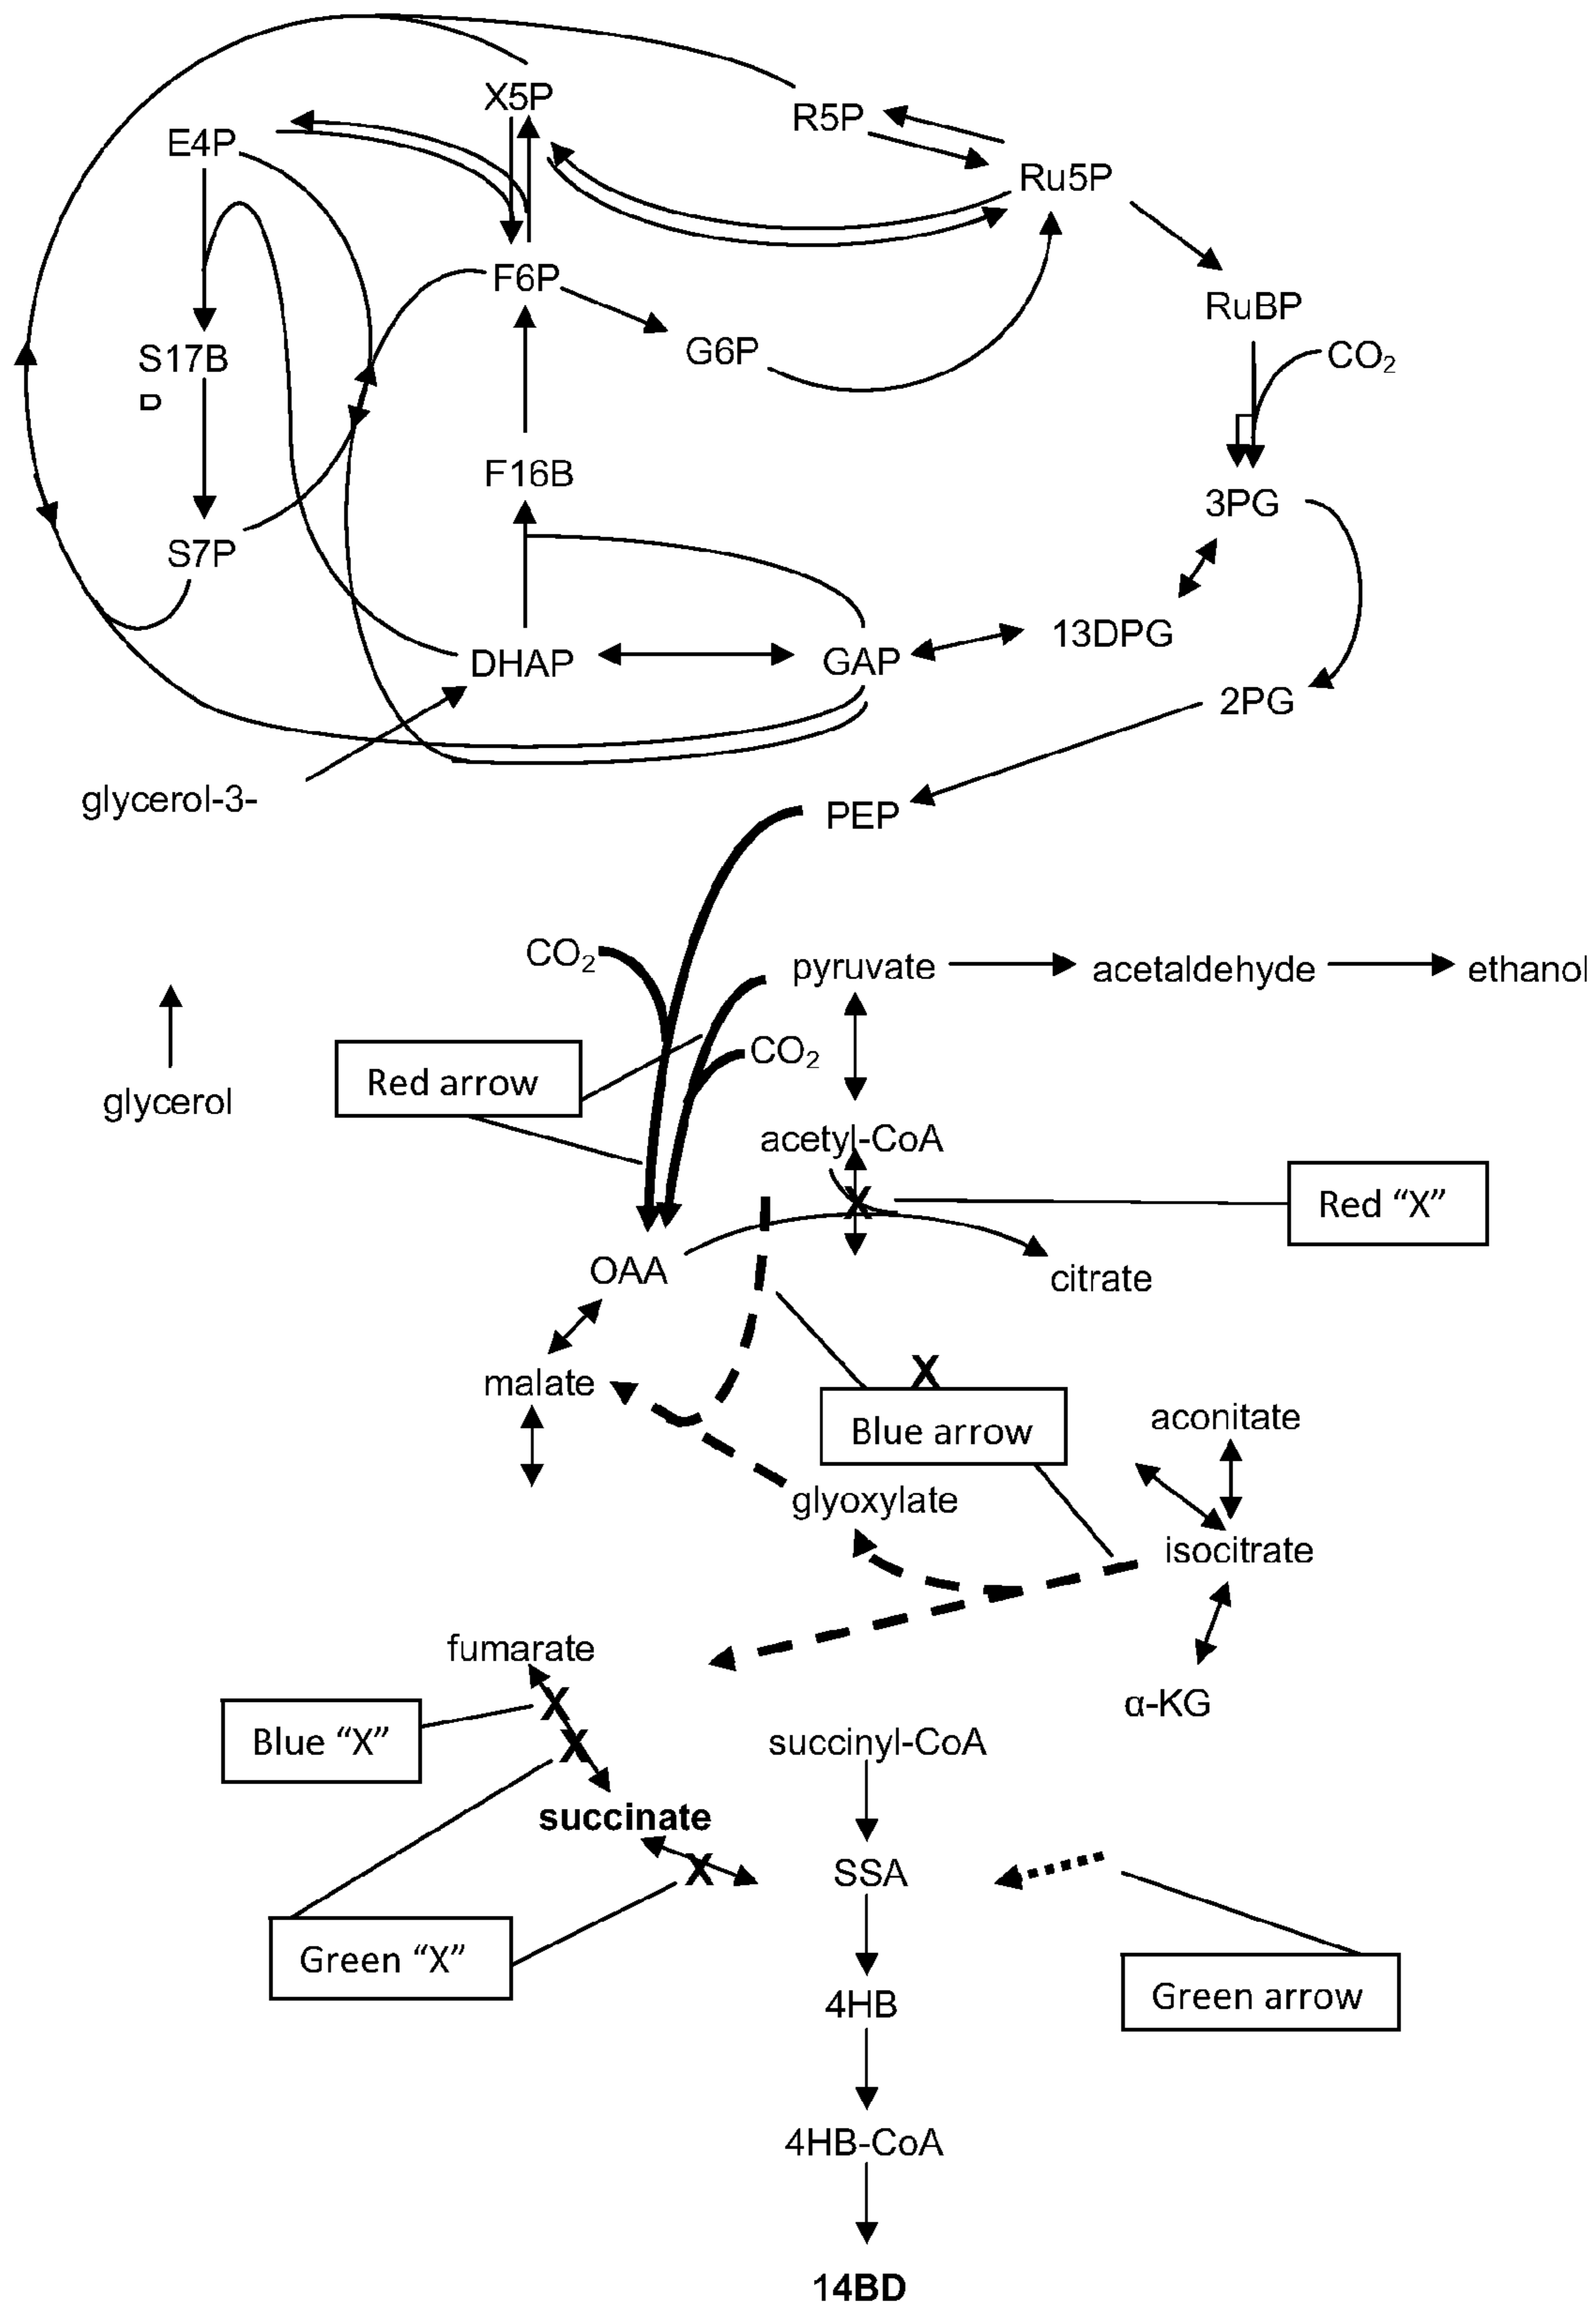 X5P
R5P
E4P
Ru5P
F6P
RuBP
G6P
CO2
S17B
F16B
3PG
S7P
13DPG
DHAP
GAP
2PG
glycerol-3-
PEP
CO2
pyruvate
acetaldehyde
ethanol
CO2
Red arrow
glycerol
acetyl-CoA
X
Red “X”
OAA
citrate
X
malate
Blue arrow
aconitate
glyoxylate
isocitrate
fumarate
X
α-KG
Blue “X”
X
succinyl-CoA
succinate
X
SSA
Green “X”
Green arrow
4HB
4HB-CoA
14BD